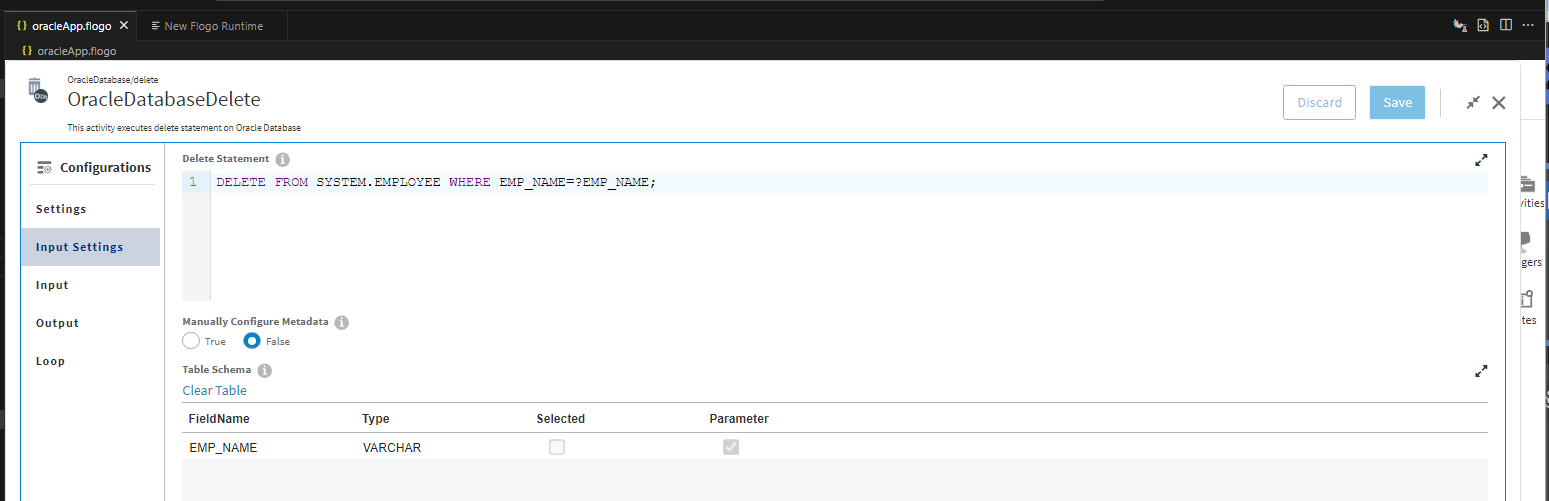 {} oracleApp.flogo
New Flogo Runtime
{} oracleApp.flogo
OracleDatabase/delete
OracleDatabaseDelete
This activity executes delete statement on Oracle Database
Discard
Save
Configurations
Settings
Input Settings
Input
Output
Loop
Delete Statement
1 DELETE FROM SYSTEM.EMPLOYEE WHERE EMP_NAME=?EMP_NAME;
Manually Configure Metadata
True False
Table Schema
Clear Table
FieldName Type Selected Parameter
EMP_NAME VARCHAR
vities
gers
tes